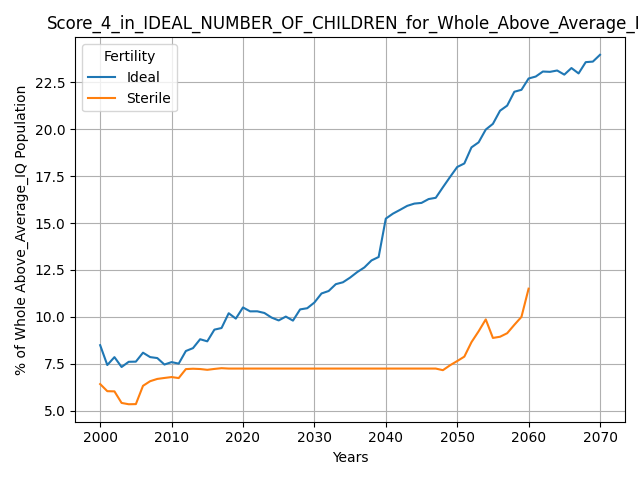 Score_4_in_IDEAL_NUMBER_OF_CHILDREN_for_Whole_Above_Average_I
Fertility
Ideal
Sterile
% of Whole Above_Average_IQ Population
22.5
20.0
17.5
15.0
12.5
10.0
7.5
5.0
2000 2010 2020 2030 2040 2050 2060 2070
Years